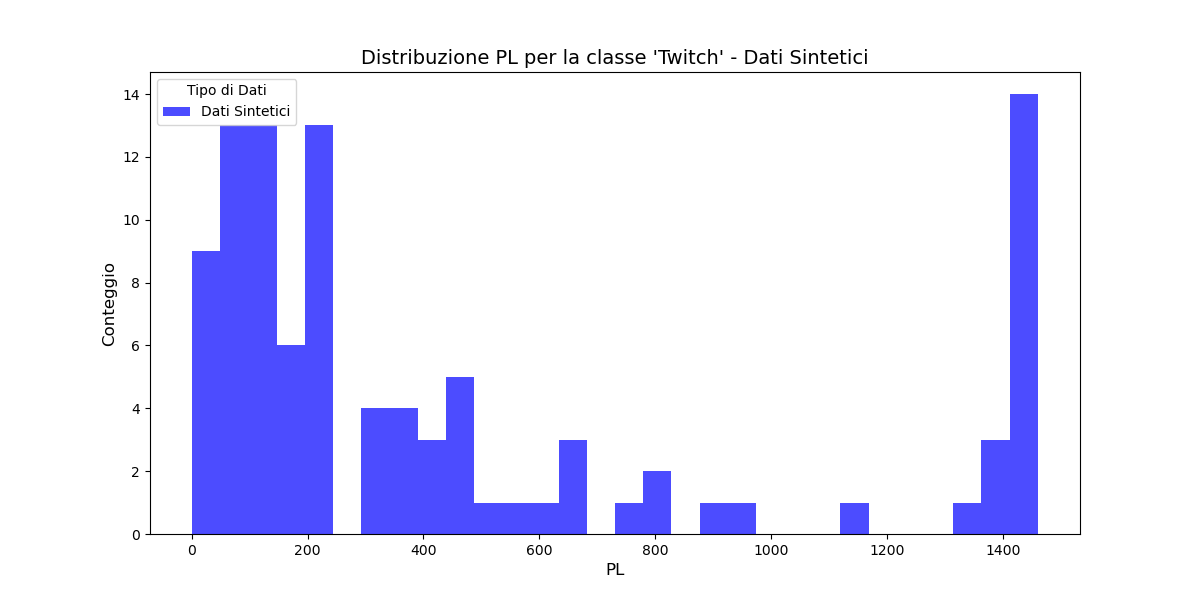 Distribuzione PL per la classe 'Twitch' - Dati Sintetici
Tipo di Dati
Dati Sintetici
14
12
10
8
6
4
2
0
Conteggio
0 200 400 600 800 1000 1200 1400
PL